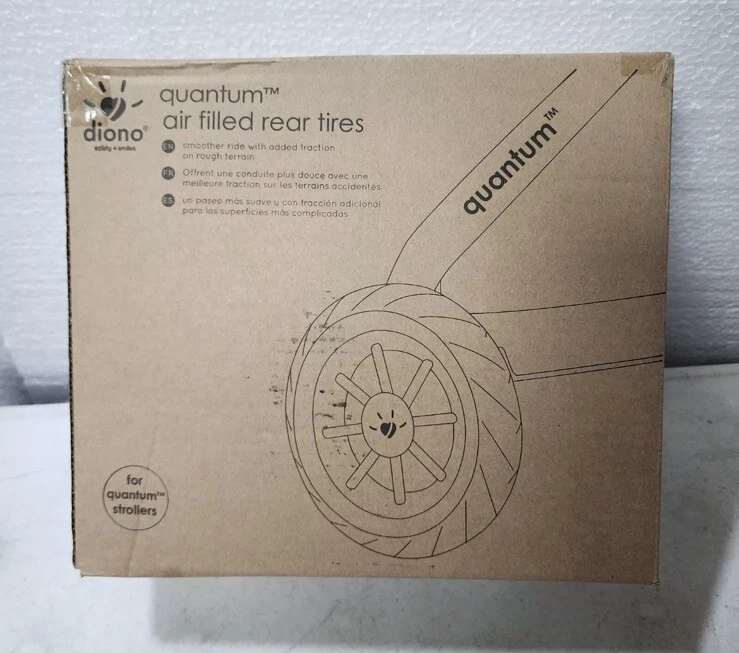 diono®
safety + smiles
quantum™
air filled rear tires
EN smoother ride with added traction
on rough terrain
FR Offrent une conduite plus douce avec une
meilleure traction sur les terrains accidentés
ES un paseo más suave y con tracción adicional
para las superficies más complicadas
quantum™
for
quantum™
strollers